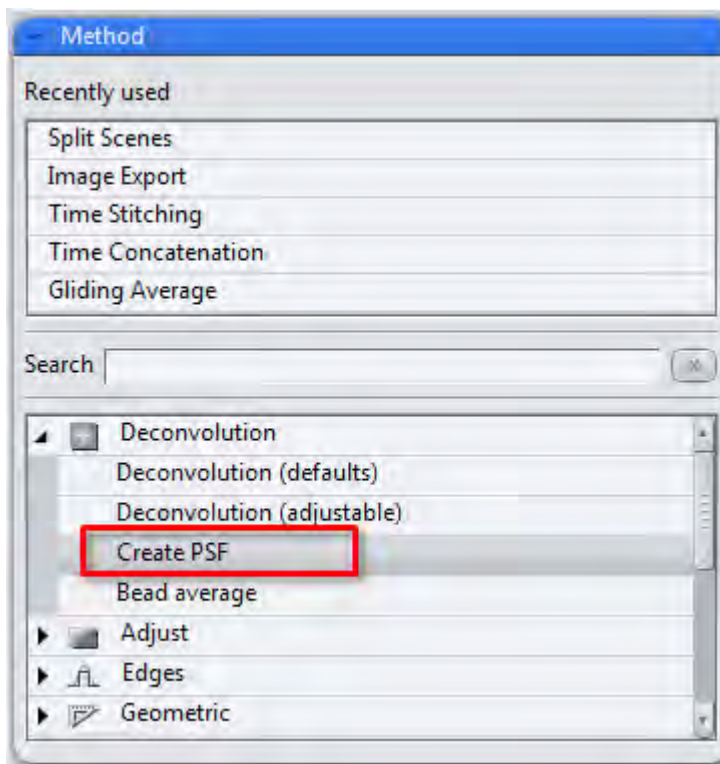 Method
Recently used
Split Scenes
Image Export
Time Stitching
Time Concatenation
Gliding Average
Search
Deconvolution
Deconvolution (defaults)
Deconvolution (adjustable)
Create PSF
Bead average
Adjust
Edges
Geometric